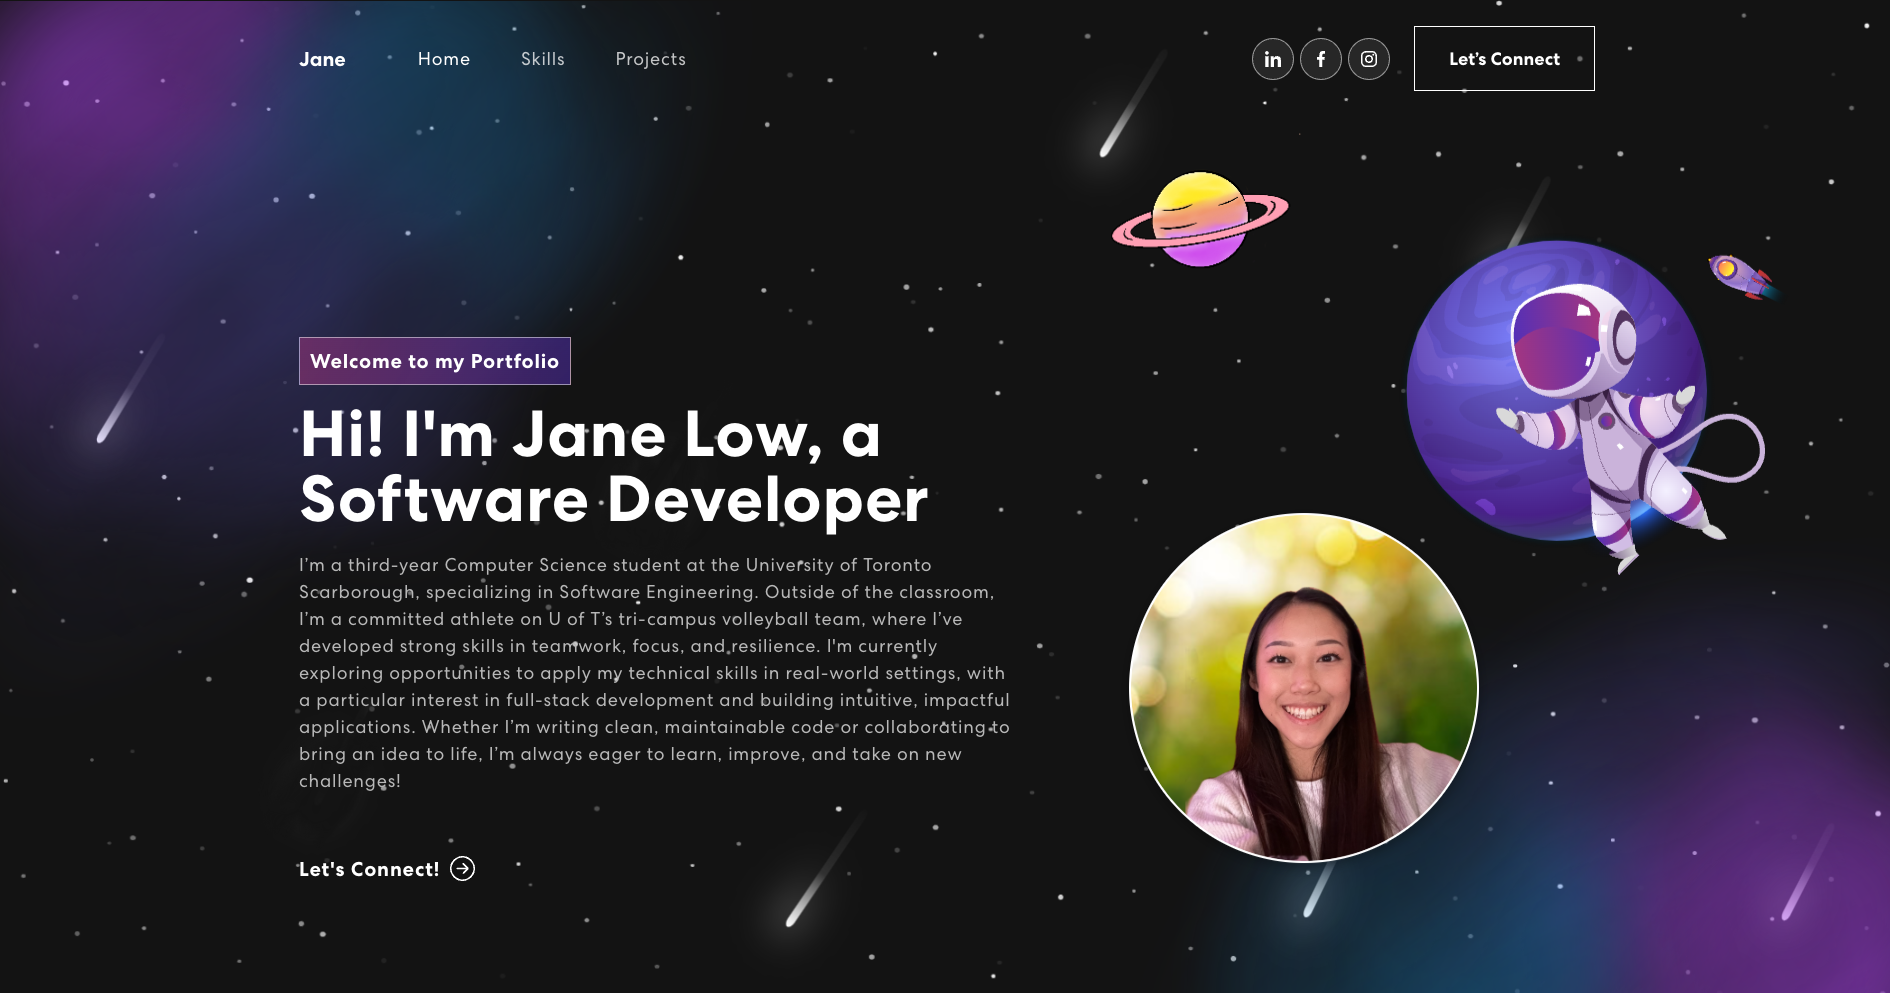 Jane Home Skills Projects Let's Connect
Welcome to my Portfolio
Hi! I'm Jane Low, a
Software Developer
I'm a third-year Computer Science student at the University of Toronto
Scarborough, specializing in Software Engineering. Outside of the classroom,
I'm a committed athlete on U of T's tri-campus volleyball team, where I've
developed strong skills in teamwork, focus, and resilience. I'm currently
exploring opportunities to apply my technical skills in real-world settings, with
a particular interest in full-stack development and building intuitive, impactful
applications. Whether I'm writing clean, maintainable code or collaborating to
bring an idea to life, I'm always eager to learn, improve, and take on new
challenges!
Let's Connect!